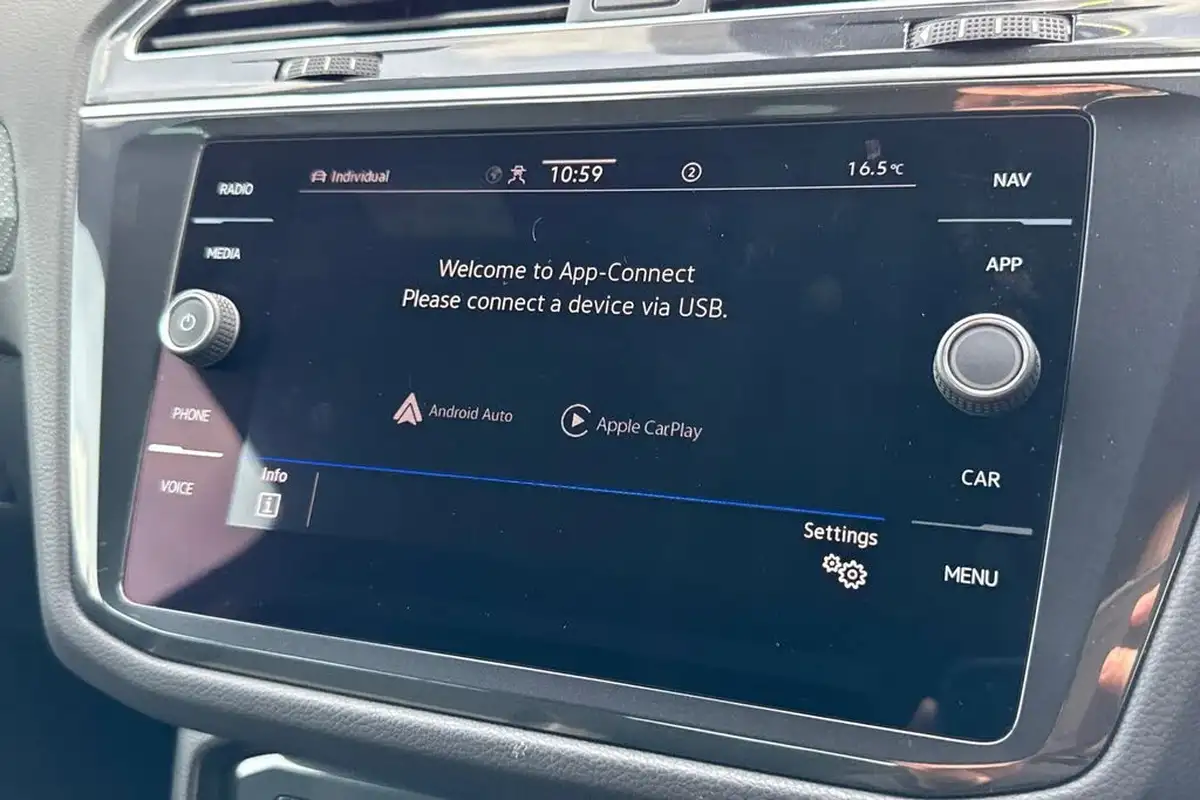 Individual 10:59 2 16.5°C
RADIO
MEDIA
PHONE
VOICE
Welcome to App-Connect
Please connect a device via USB.
Android Auto
Apple CarPlay
Info
i
Settings
NAV
APP
CAR
MENU